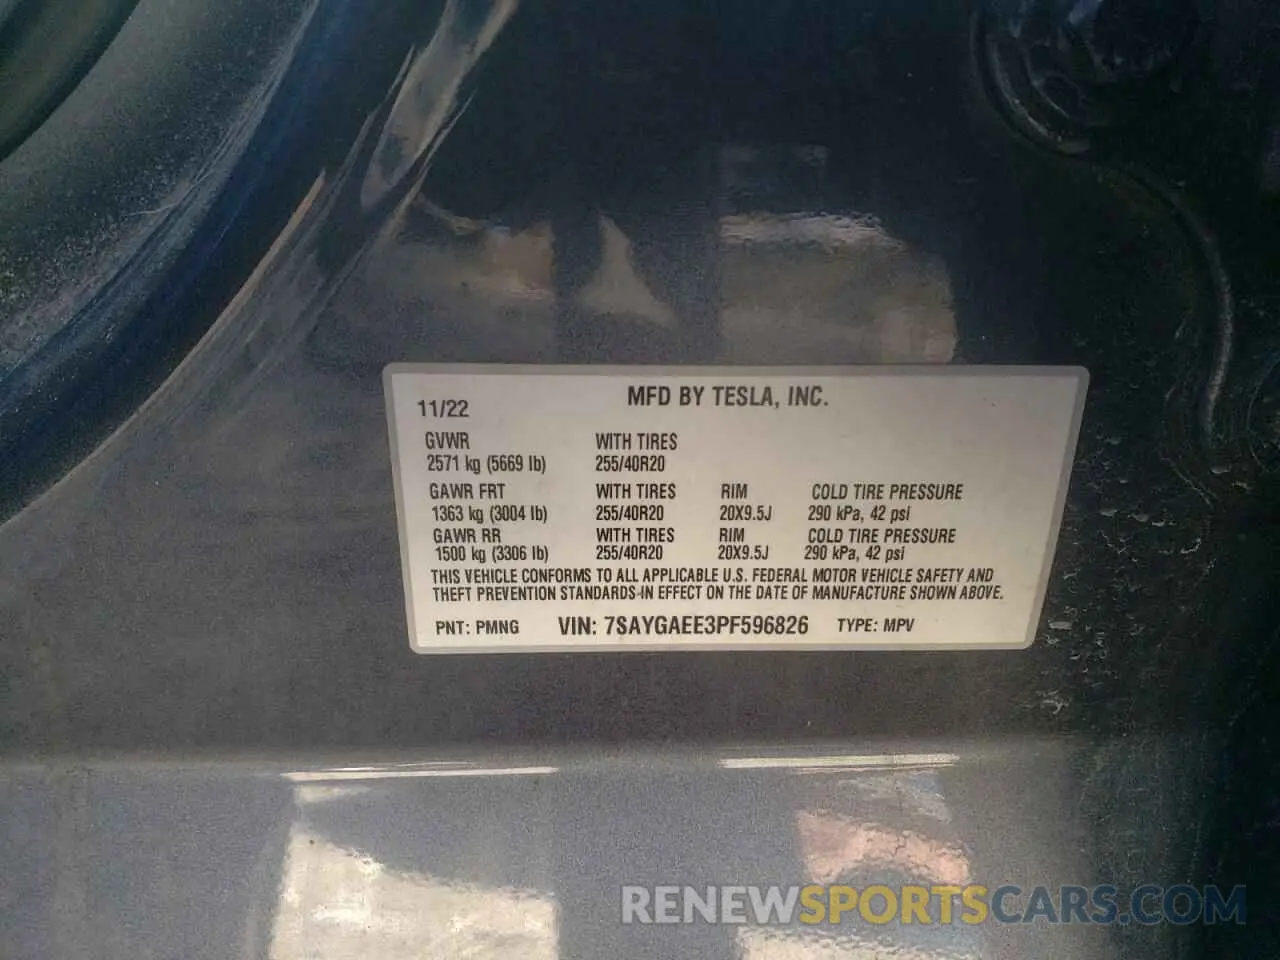 MFD BY TESLA, INC.
11/22
GVWR WITH TIRES
2571 kg (5669 lb) 255/40R20
GAWR FRT WITH TIRES RIM COLD TIRE PRESSURE
1363 kg (3004 lb) 255/40R20 20X9.5J 290 kPa, 42 psi
GAWR RR WITH TIRES RIM COLD TIRE PRESSURE
1500 kg (3306 lb) 255/40R20 20X9.5J 290 kPa, 42 psi
THIS VEHICLE CONFORMS TO ALL APPLICABLE U.S. FEDERAL MOTOR VEHICLE SAFETY AND
THEFT PREVENTION STANDARDS IN EFFECT ON THE DATE OF MANUFACTURE SHOWN ABOVE.
PNT: PMNG VIN: 7SAYGAEE3PF596826 TYPE: MPV
RENEWSPORTSCARS.COM